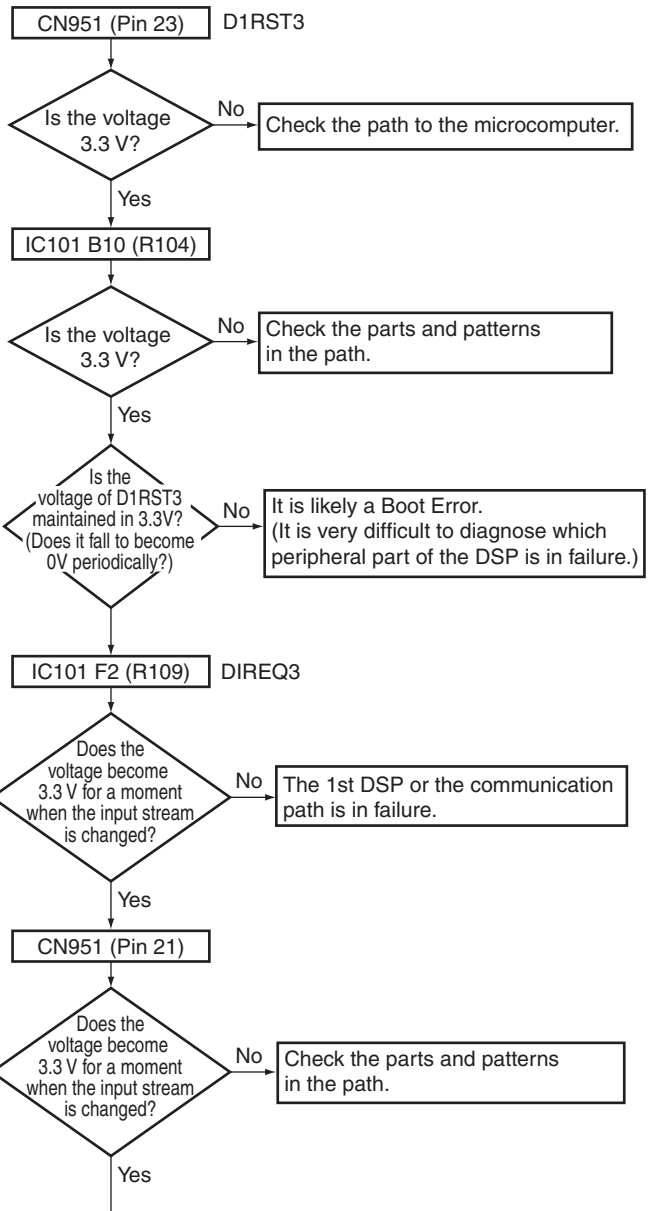 CN951 (Pin 23)
D1RST3
Is the voltage
3.3 V?
No
Check the path to the microcomputer.
Yes
IC101 B10 (R104)
Is the voltage
3.3 V?
No
Check the parts and patterns
in the path.
Yes
Is the
voltage of D1RST3
maintained in 3.3V?
(Does it fall to become
0V periodically?)
No
It is likely a Boot Error.
(It is very difficult to diagnose which
peripheral part of the DSP is in failure.)
IC101 F2 (R109)
DIREQ3
Does the
voltage become
3.3 V for a moment
when the input stream
is changed?
No
The 1st DSP or the communication
path is in failure.
Yes
CN951 (Pin 21)
Does the
voltage become
3.3 V for a moment
when the input stream
is changed?
No
Check the parts and patterns
in the path.
Yes